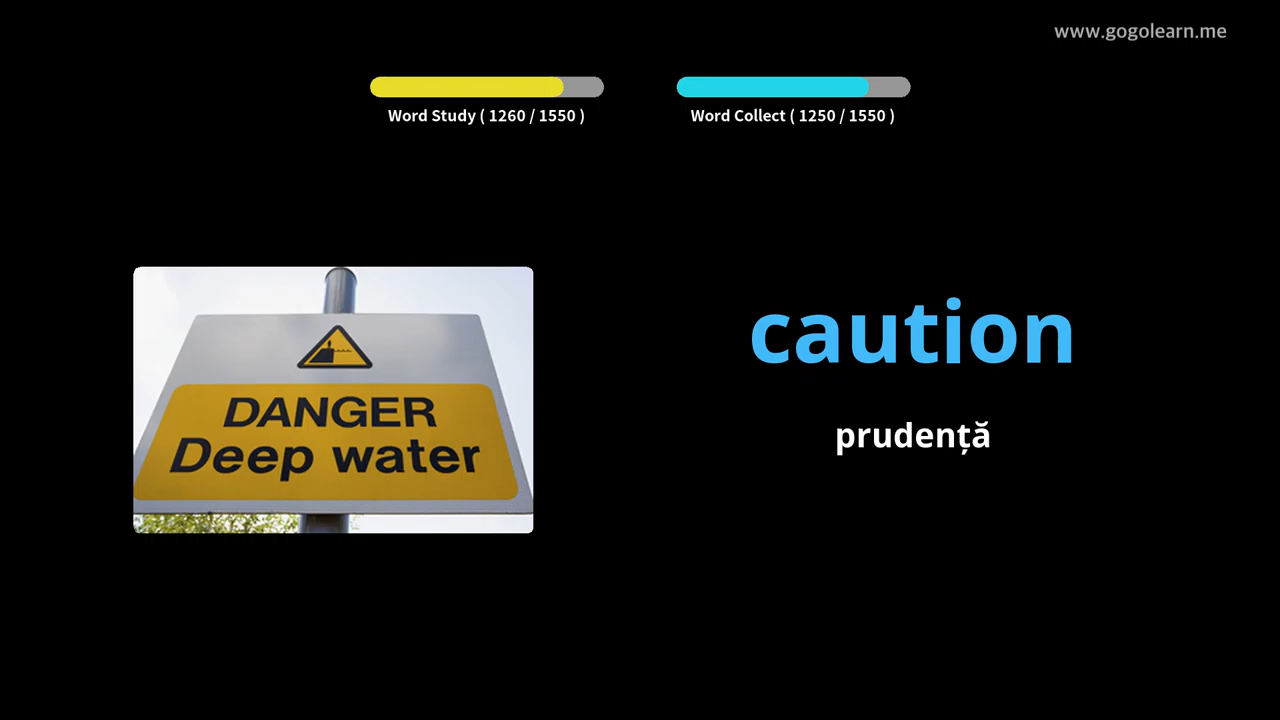 www.gogolearn.me
Word Study ( 1260 / 1550 )
Word Collect ( 1250 / 1550 )
caution
prudență
DANGER
Deep water